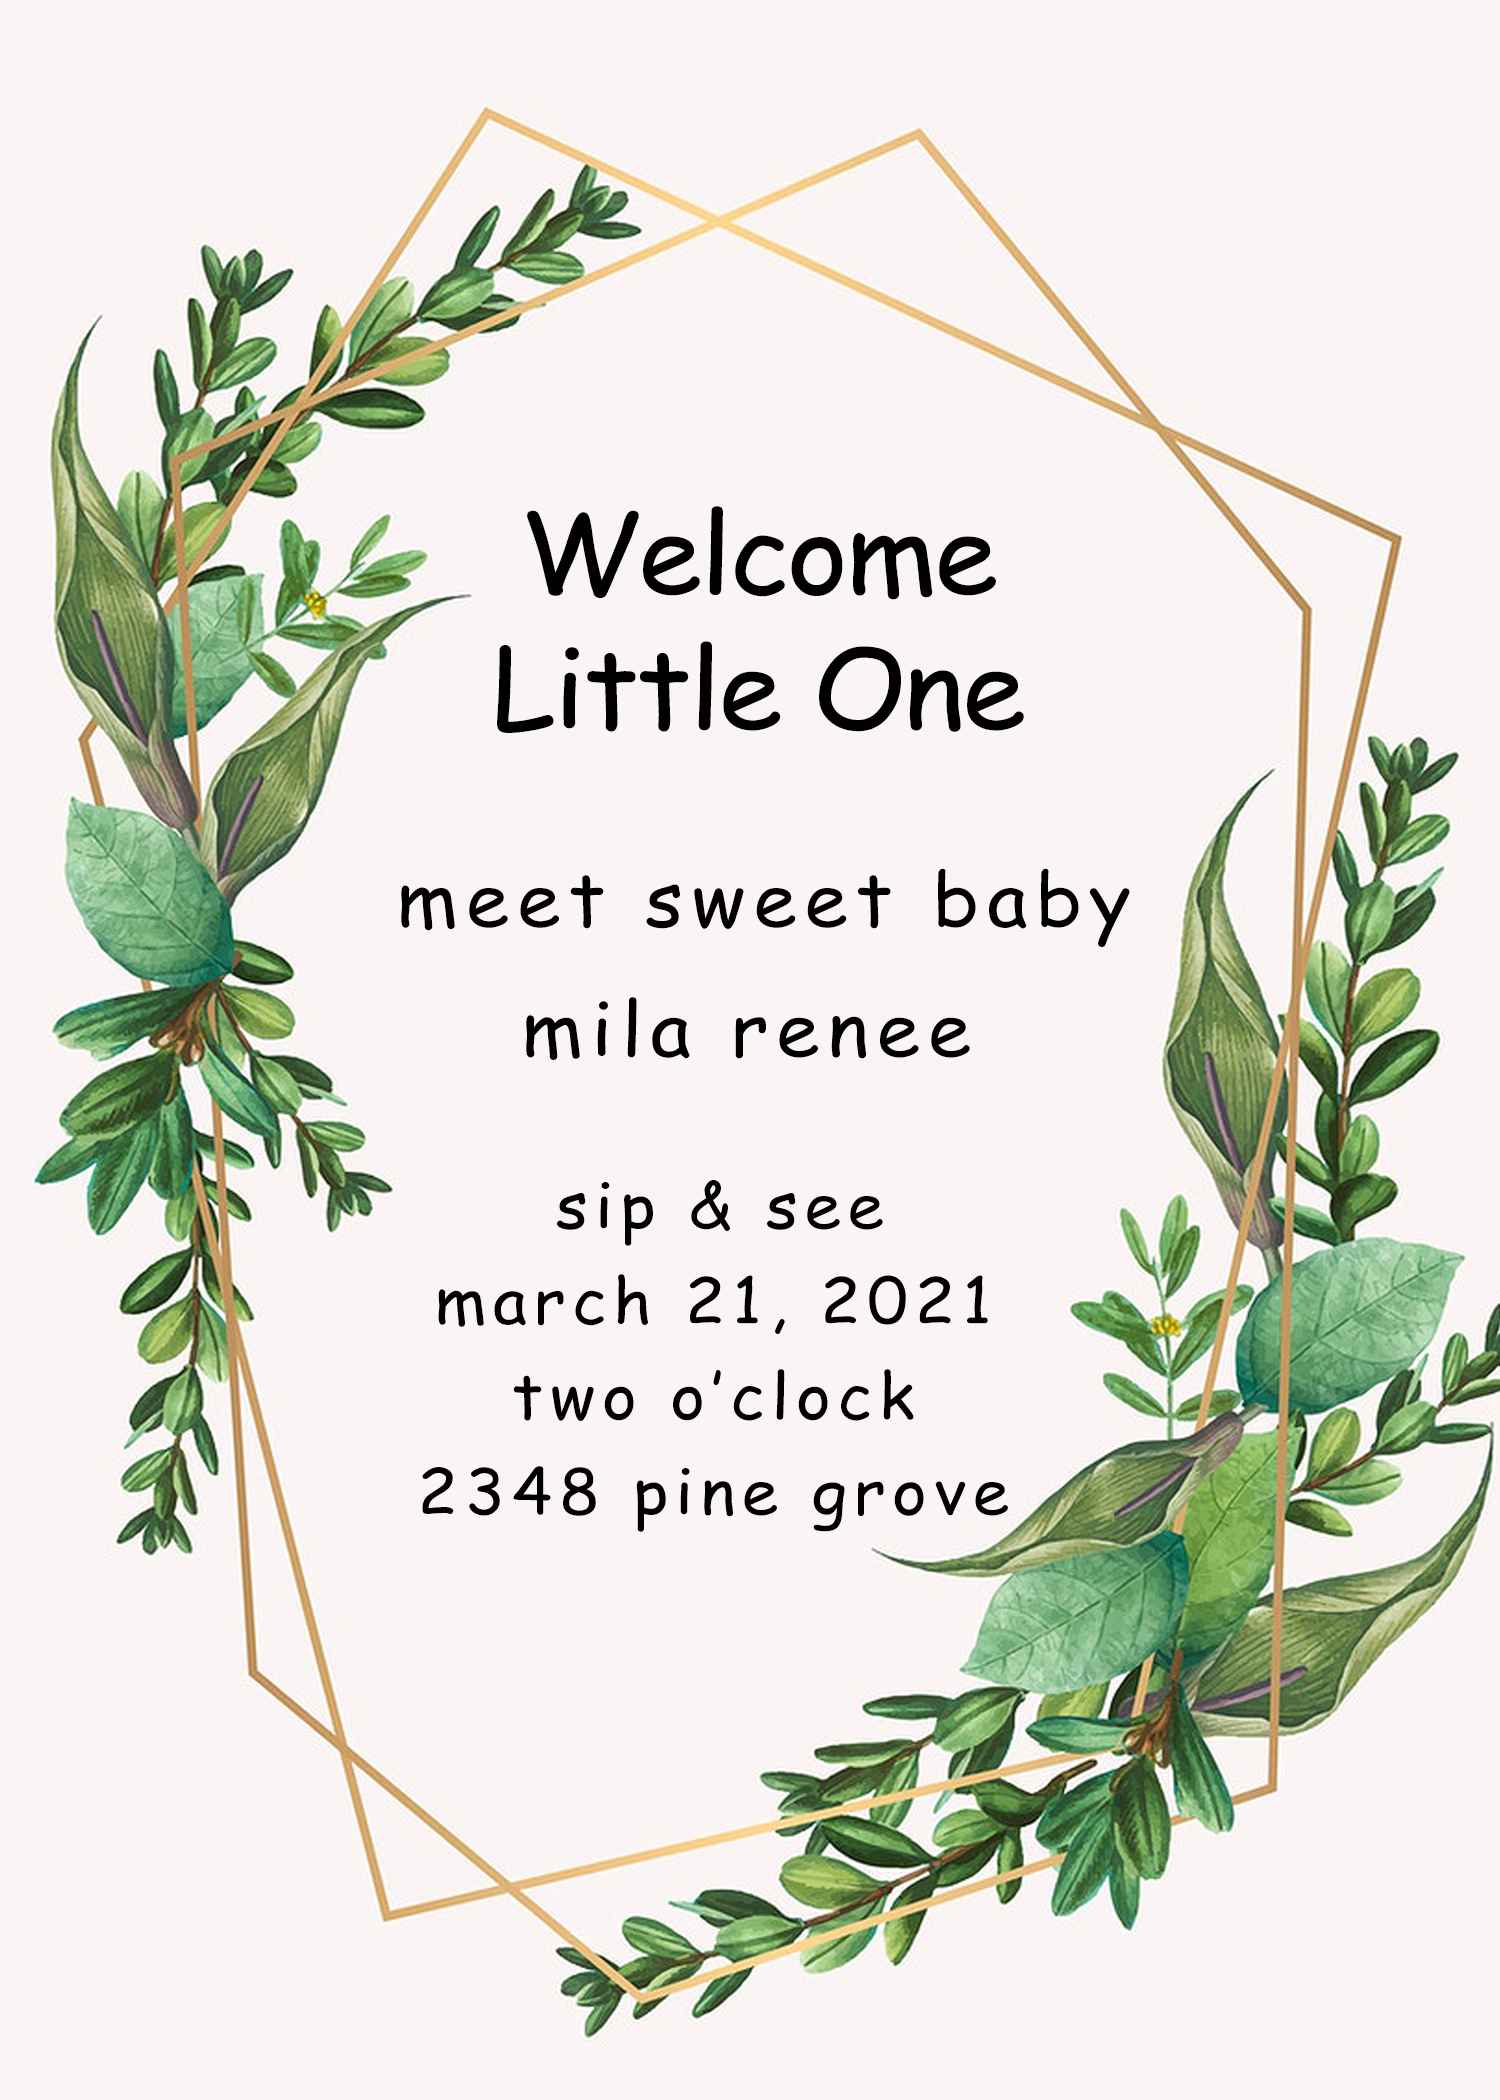 Welcome
Little One
meet sweet baby
mila renee
sip & see
march 21, 2021
two o'clock
2348 pine grove